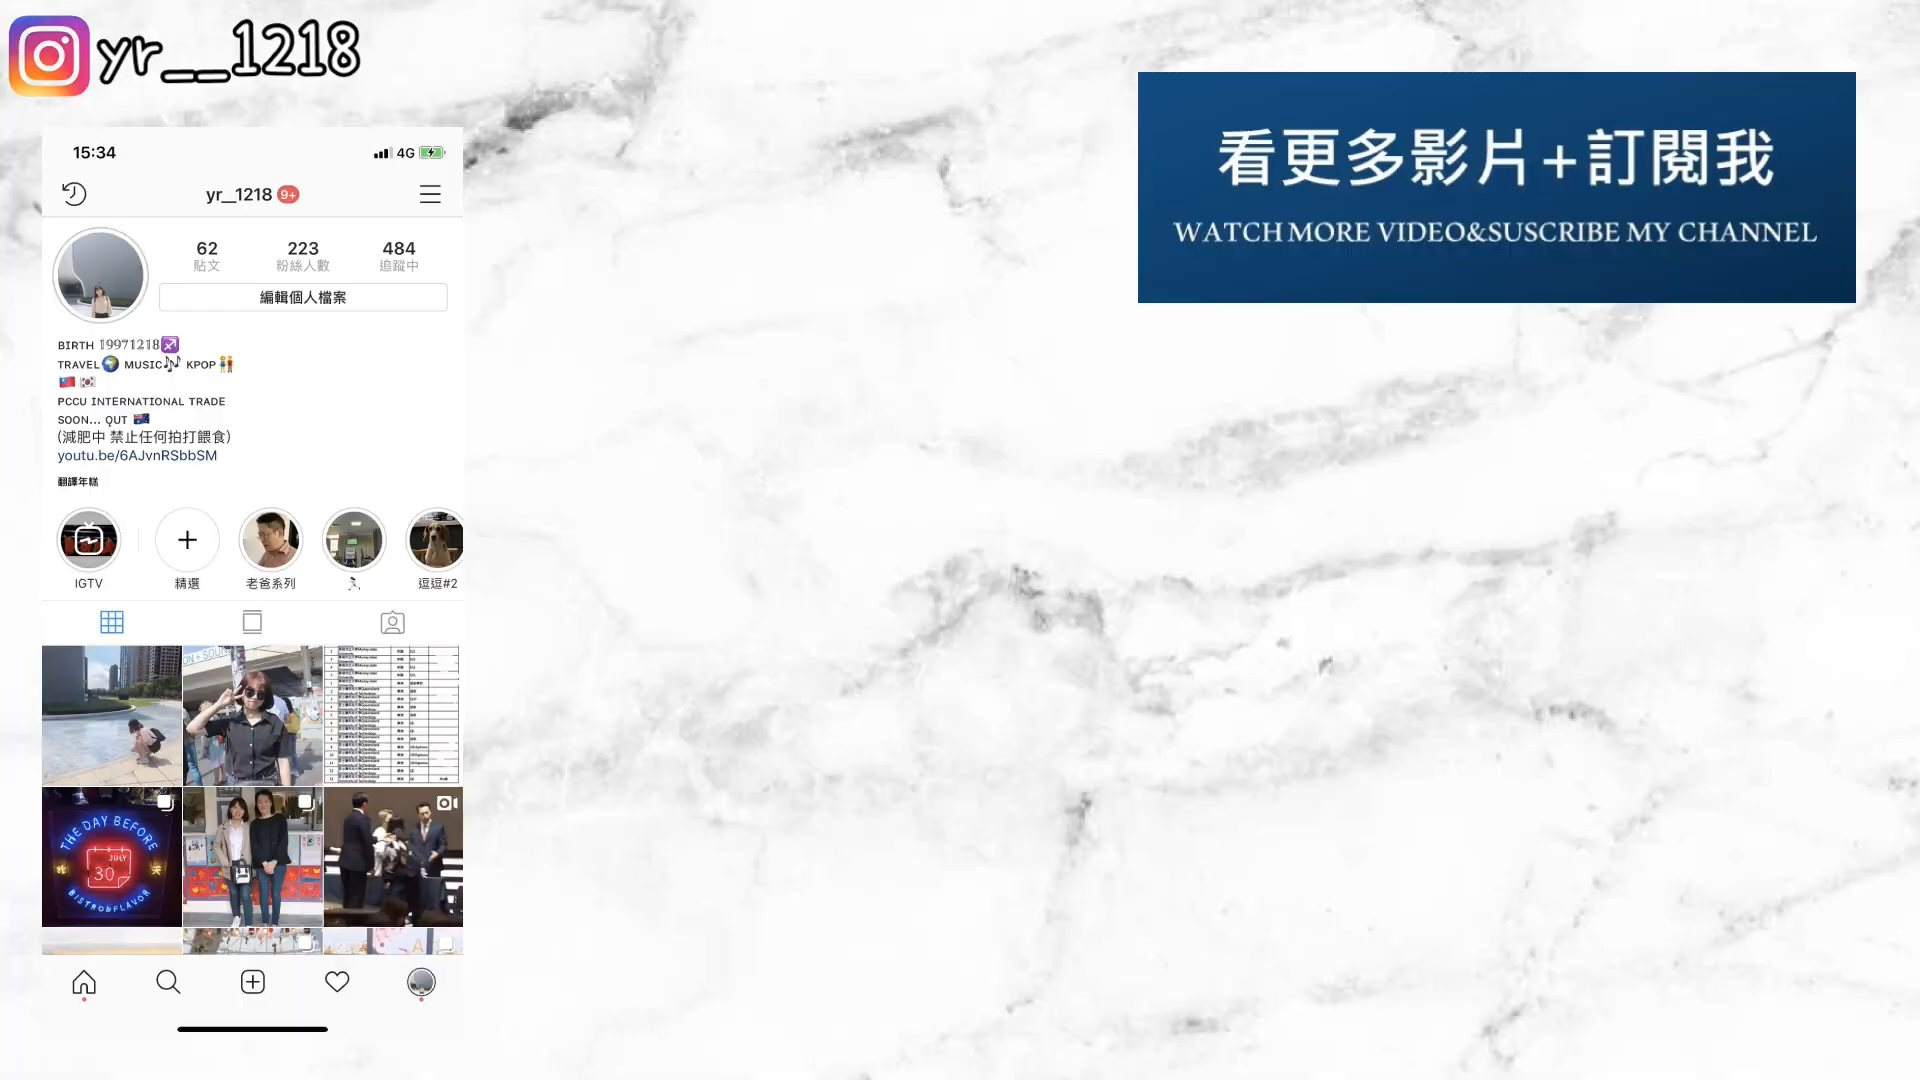 yr__1218
看更多影片+訂閱我
WATCH MORE VIDEO&SUSCRIBE MY CHANNEL
15:34
4G
yr__1218 9+
62 223 484
貼文 粉絲人數 追蹤中
編輯個人檔案
BIRTH 19971218
TRAVEL MUSIC KPOP
PCCU INTERNATIONAL TRADE
SOON... QUT
(減肥中 禁止任何拍打餵食)
youtu.be/6AJvnRSbbSM
翻譯年糕
IGTV 精選 老爸系列 逗逗#2
THE DAY BEFORE
昨 天
JULY
30
BISTRO&FLAVOR